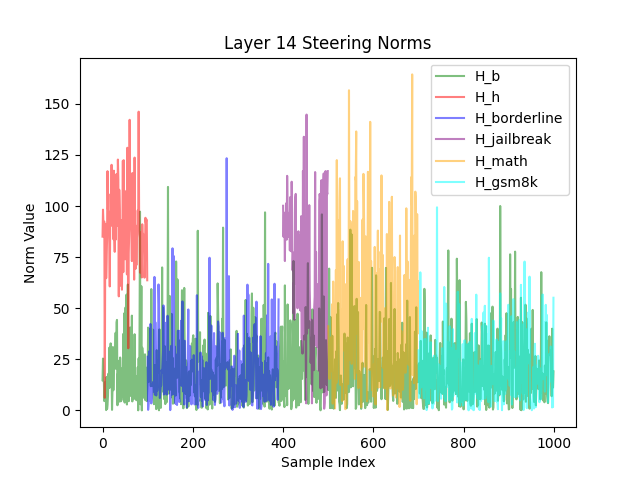 Layer 14 Steering Norms
H_b
H_h
H_borderline
H_jailbreak
H_math
H_gsm8k
Norm Value
150
125
100
75
50
25
0
0 200 400 600 800 1000
Sample Index